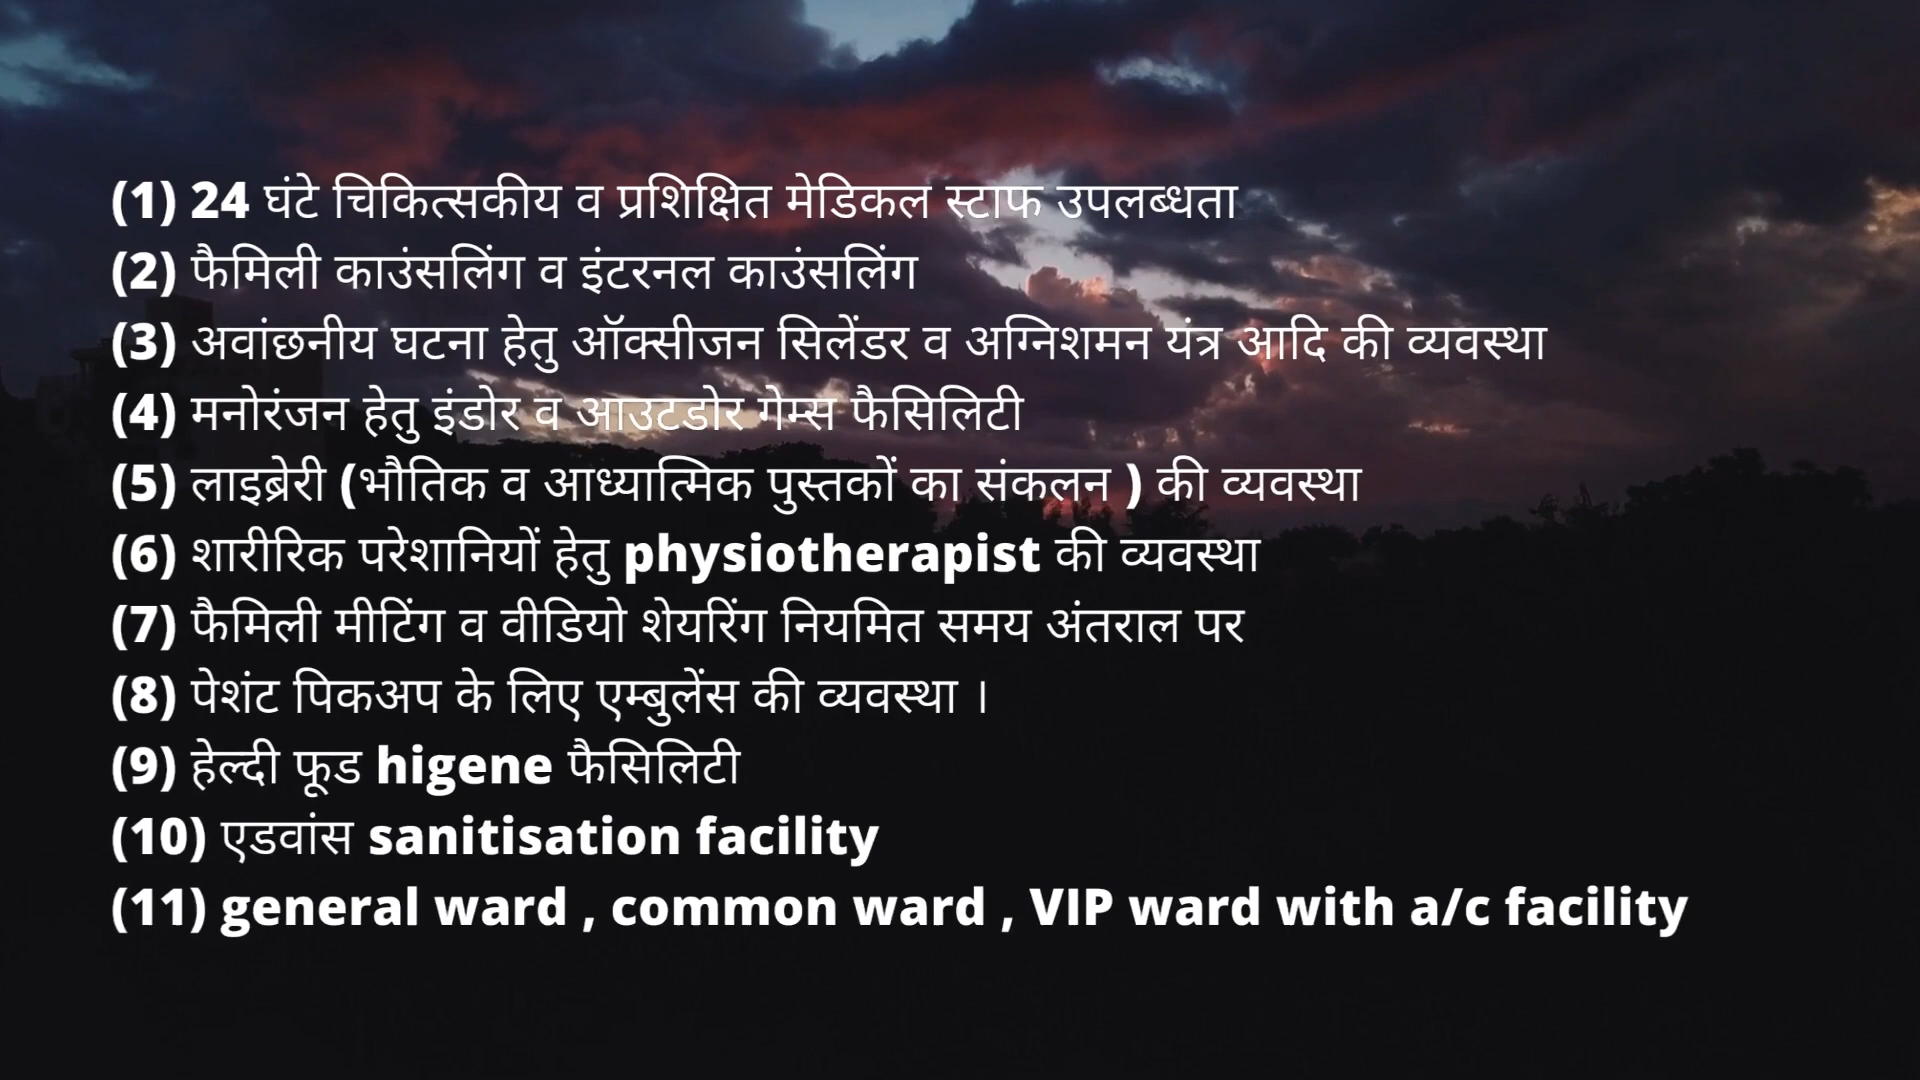 (1) 24 घंटे चिकित्सकीय व प्रशिक्षित मेडिकल स्टाफ उपलब्धता
(2) फैमिली काउंसलिंग व इंटरनल काउंसलिंग
(3) अवांछनीय घटना हेतु ऑक्सीजन सिलेंडर व अग्निशमन यंत्र आदि की व्यवस्था
(4) मनोरंजन हेतु इंडोर व आउटडोर गेम्स फैसिलिटी
(5) लाइब्रेरी (भौतिक व आध्यात्मिक पुस्तकों का संकलन ) की व्यवस्था
(6) शारीरिक परेशानियों हेतु physiotherapist की व्यवस्था
(7) फैमिली मीटिंग व वीडियो शेयरिंग नियमित समय अंतराल पर
(8) पेशंट पिकअप के लिए एम्बुलेंस की व्यवस्था ।
(9) हेल्दी फूड higene फैसिलिटी
(10) एडवांस sanitisation facility
(11) general ward , common ward , VIP ward with a/c facility